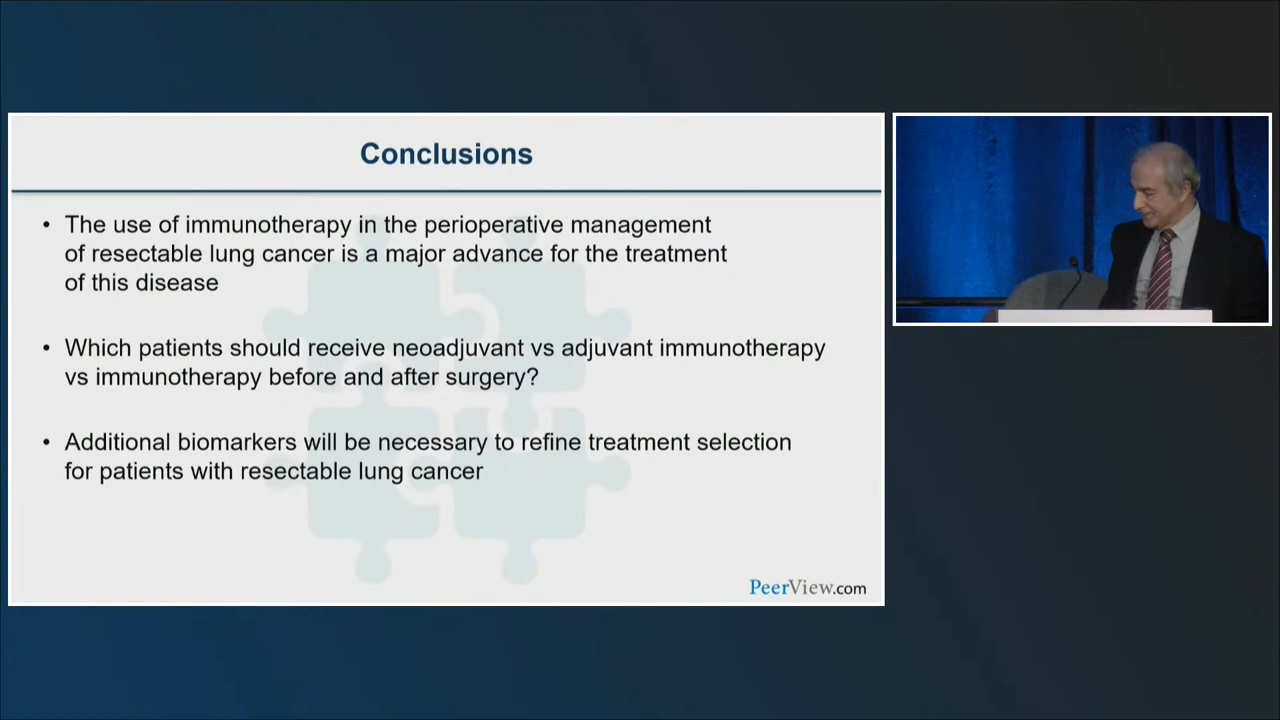 Conclusions
• The use of immunotherapy in the perioperative management
of resectable lung cancer is a major advance for the treatment
of this disease
• Which patients should receive neoadjuvant vs adjuvant immunotherapy
vs immunotherapy before and after surgery?
• Additional biomarkers will be necessary to refine treatment selection
for patients with resectable lung cancer
PeerView.com